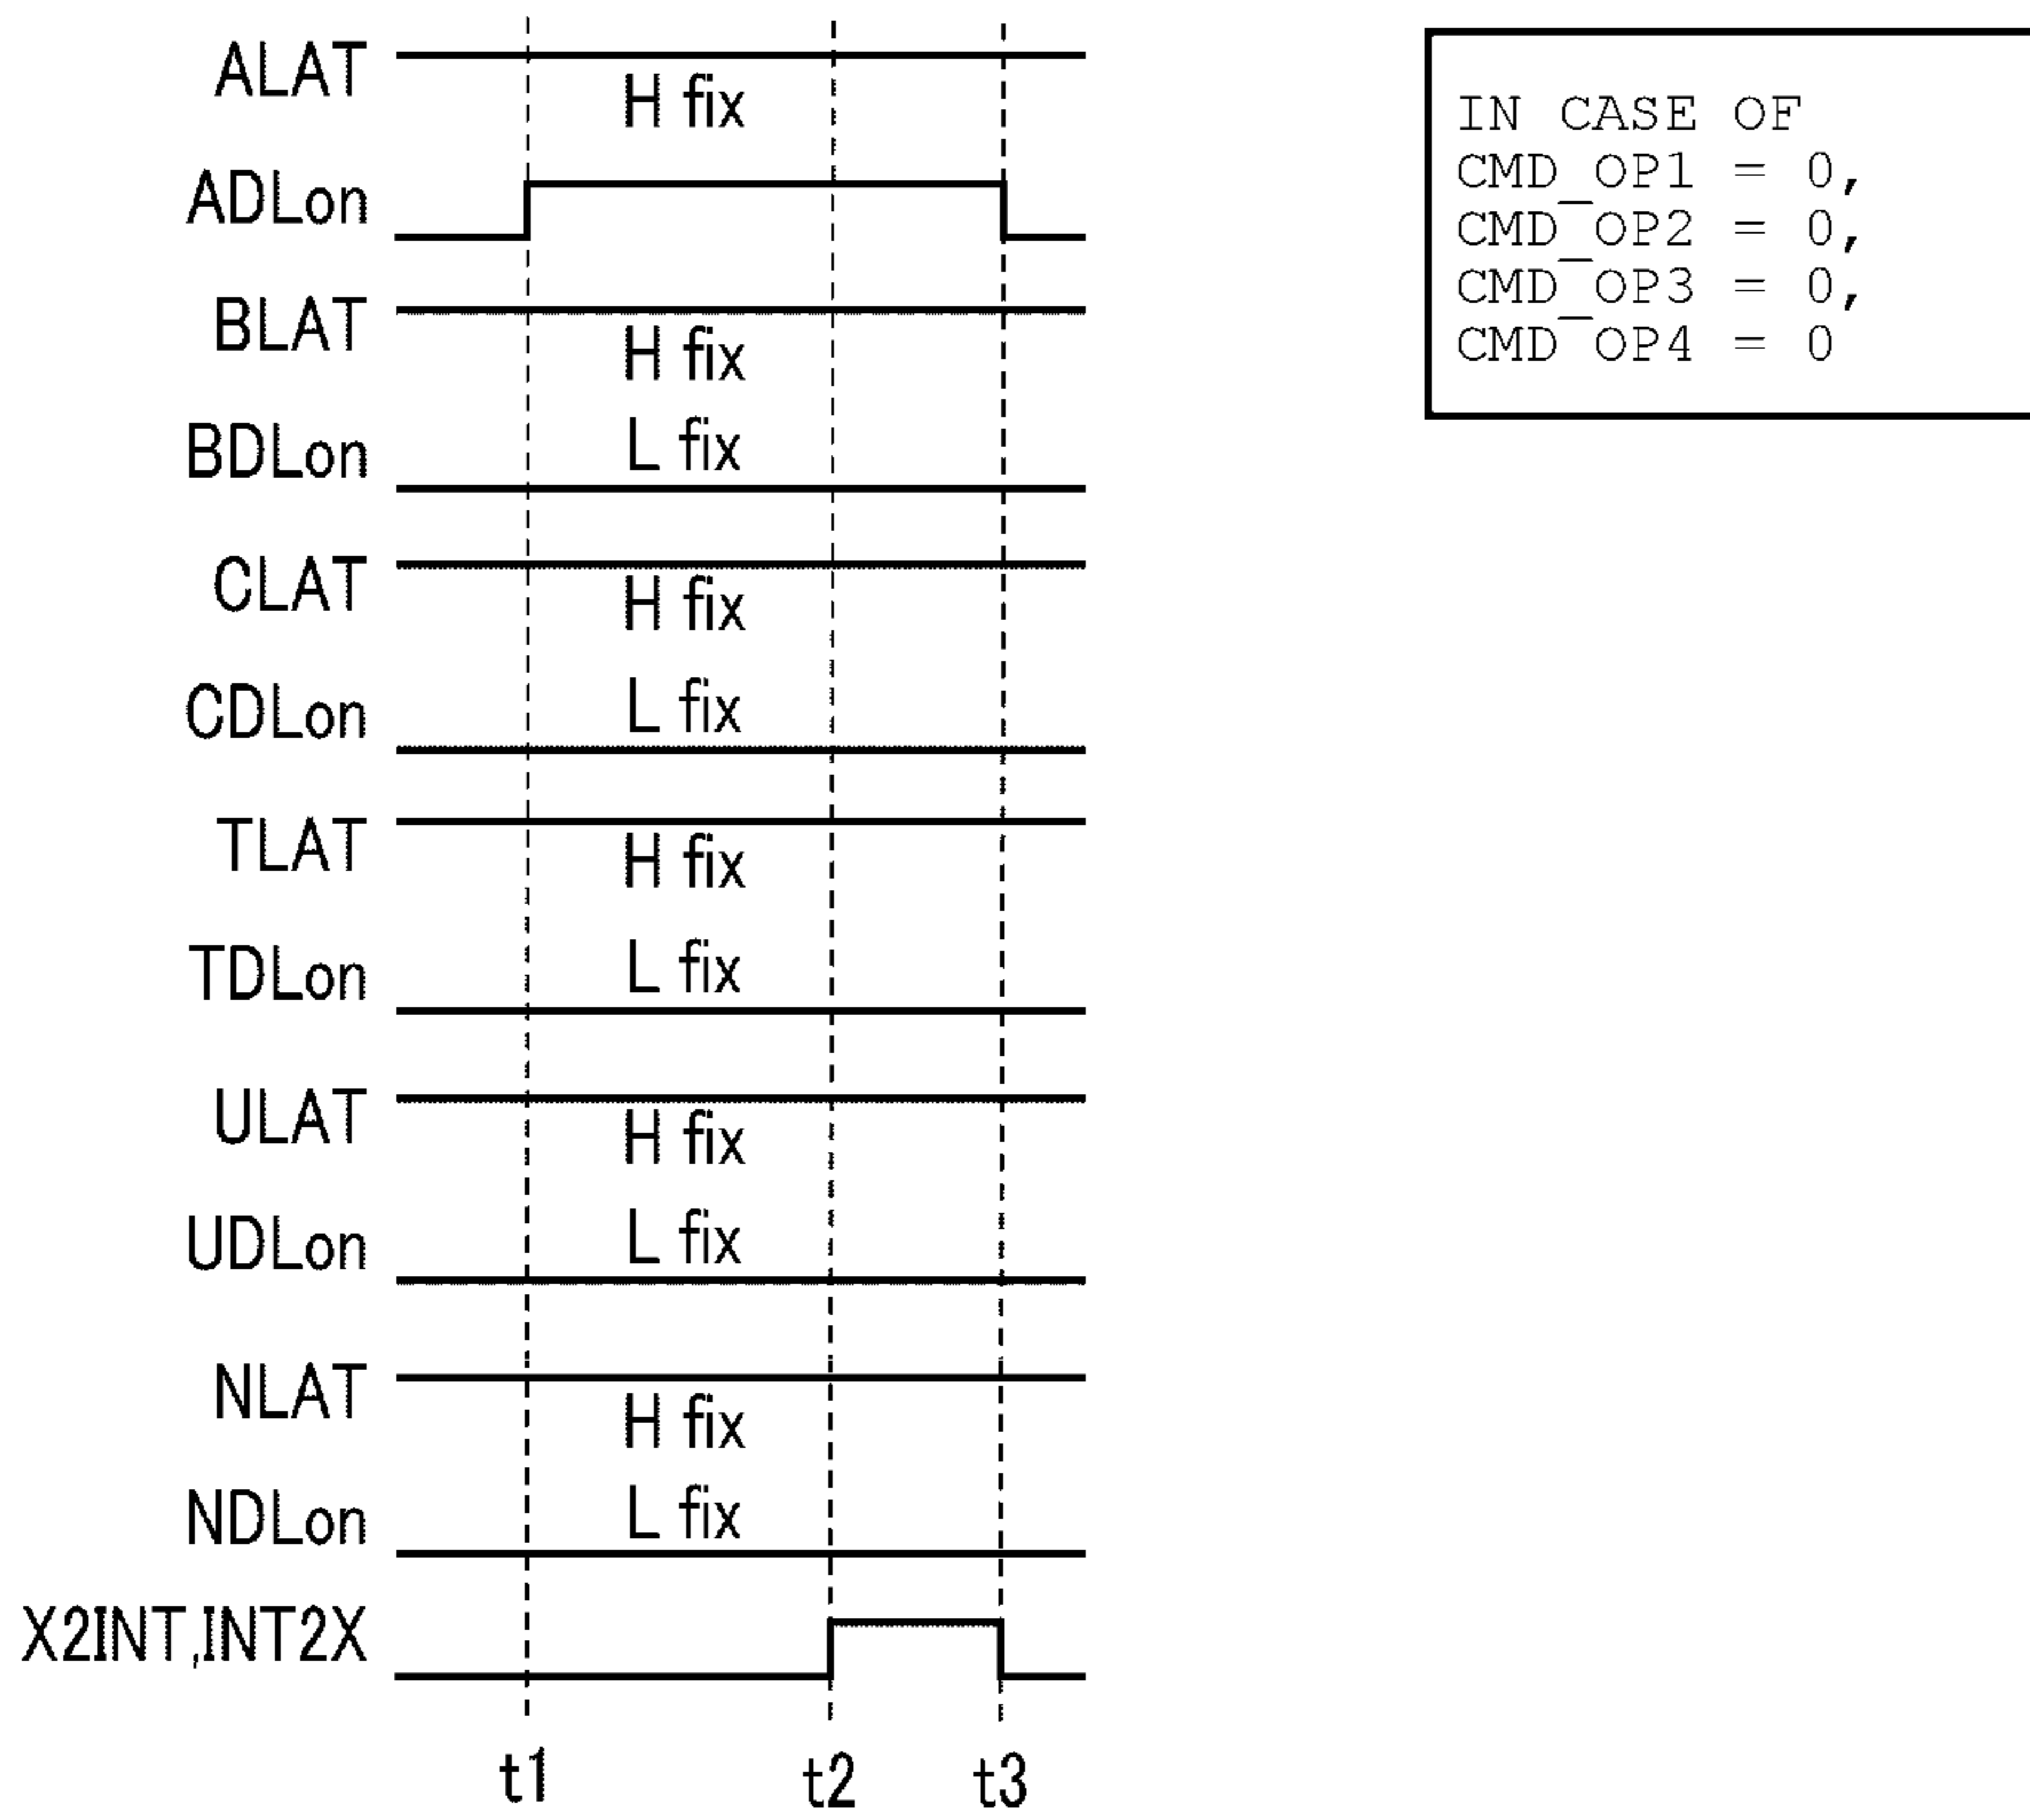 ALAT
H fix
ADLon
BLAT
H fix
BDLon
L fix
CLAT
H fix
CDLon
L fix
TLAT
H fix
TDLon
L fix
ULAT
H fix
UDLon
L fix
NLAT
H fix
NDLon
L fix
X2INT,INT2X
t1 t2 t3
IN CASE OF
CMD_OP1 = 0,
CMD_OP2 = 0,
CMD_OP3 = 0,
CMD_OP4 = 0